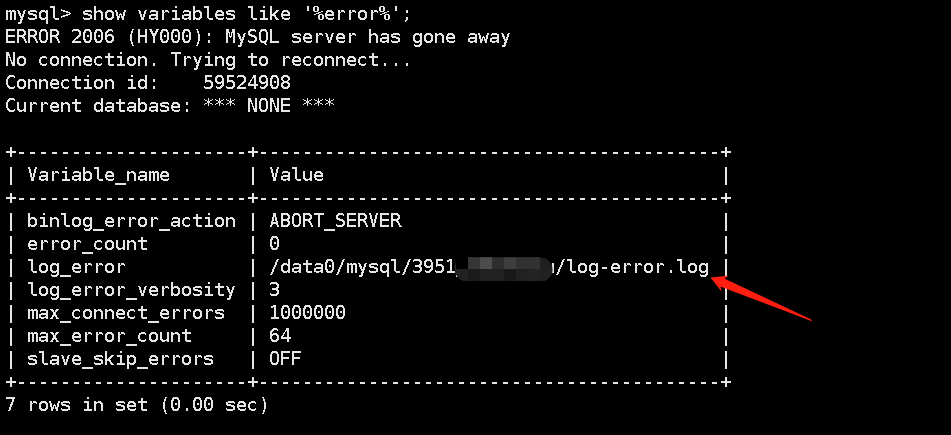 mysql> show variables like '%error%';
ERROR 2006 (HY000): MySQL server has gone away
No connection. Trying to reconnect...
Connection id:    59524908
Current database: *** NONE ***
+---------------------+----------------------------------------+
| Variable_name       | Value                                  |
+---------------------+----------------------------------------+
| binlog_error_action | ABORT_SERVER                           |
| error_count         | 0                                      |
| log_error           | /data0/mysql/3951 /log-error.log |
| log_error_verbosity | 3                                      |
| max_connect_errors  | 1000000                                |
| max_error_count     | 64                                     |
| slave_skip_errors   | OFF                                    |
+---------------------+----------------------------------------+
7 rows in set (0.00 sec)